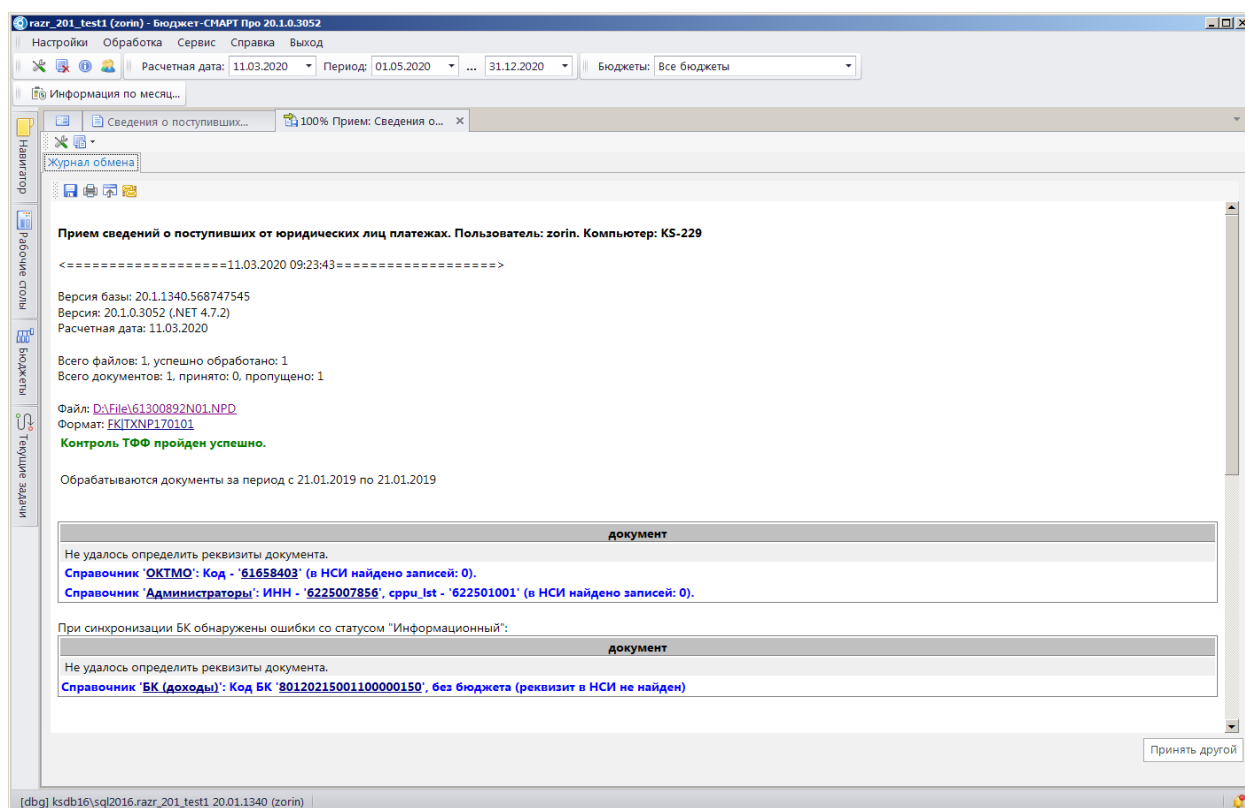 razr_201_test1 (zorin) - Бюджет-СМАРТ Про 20.1.0.3052
Настройки Обработка Сервис Справка Выход
Расчетная дата: 11.03.2020 Период: 01.05.2020 ... 31.12.2020 Бюджеты: Все бюджеты
Информация по месяц...
Сведения о поступивших... 100% Прием: Сведения о...
Журнал обмена
Навигатор
Рабочие столы
Бюджеты
Текущие задачи
Прием сведений о поступивших от юридических лиц платежах. Пользователь: zorin. Компьютер: KS-229
<===================11.03.2020 09:23:43===================>
Версия базы: 20.1.1340.568747545
Версия: 20.1.0.3052 (.NET 4.7.2)
Расчетная дата: 11.03.2020
Всего файлов: 1, успешно обработано: 1
Всего документов: 1, принято: 0, пропущено: 1
Файл: D:\File\61300892N01.NPD
Формат: FK|TXNP170101
Контроль ТФФ пройден успешно.
Обрабатываются документы за период с 21.01.2019 по 21.01.2019
документ
Не удалось определить реквизиты документа.
Справочник 'ОКТМО': Код - '61658403' (в НСИ найдено записей: 0).
Справочник 'Администраторы': ИНН - '6225007856', cppu_lst - '622501001' (в НСИ найдено записей: 0).
При синхронизации БК обнаружены ошибки со статусом "Информационный":
документ
Не удалось определить реквизиты документа.
Справочник 'БК (доходы)': Код БК '80120215001100000150', без бюджета (реквизит в НСИ не найден)
Принять другой
[dbg] ksdb16\sql2016.razr_201_test1 20.01.1340 (zorin)